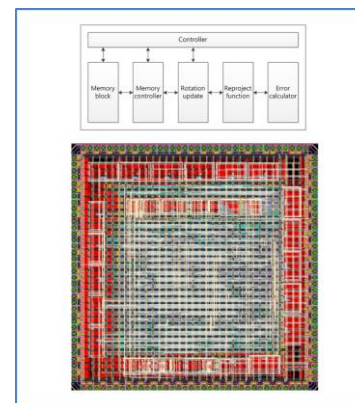 Controller
Memory
block
Memory
controller
Rotation
update
Reproject
function
Error
calculator